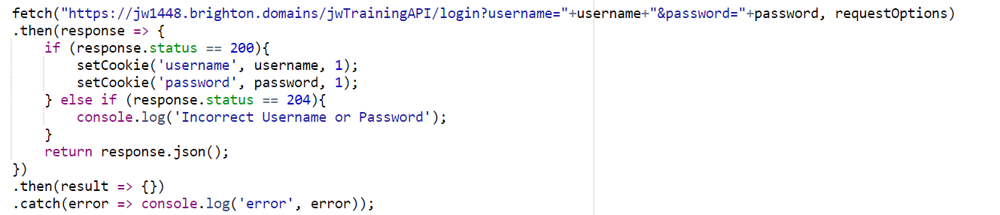 fetch("https://jw1448.brighton.domains/jwTrainingAPI/login?username="+username+"&password="+password, requestOptions)
.then(response => {
    if (response.status == 200){
        setCookie('username', username, 1);
        setCookie('password', password, 1);
    } else if (response.status == 204){
        console.log('Incorrect Username or Password');
    }
    return response.json();
})
.then(result => {})
.catch(error => console.log('error', error));